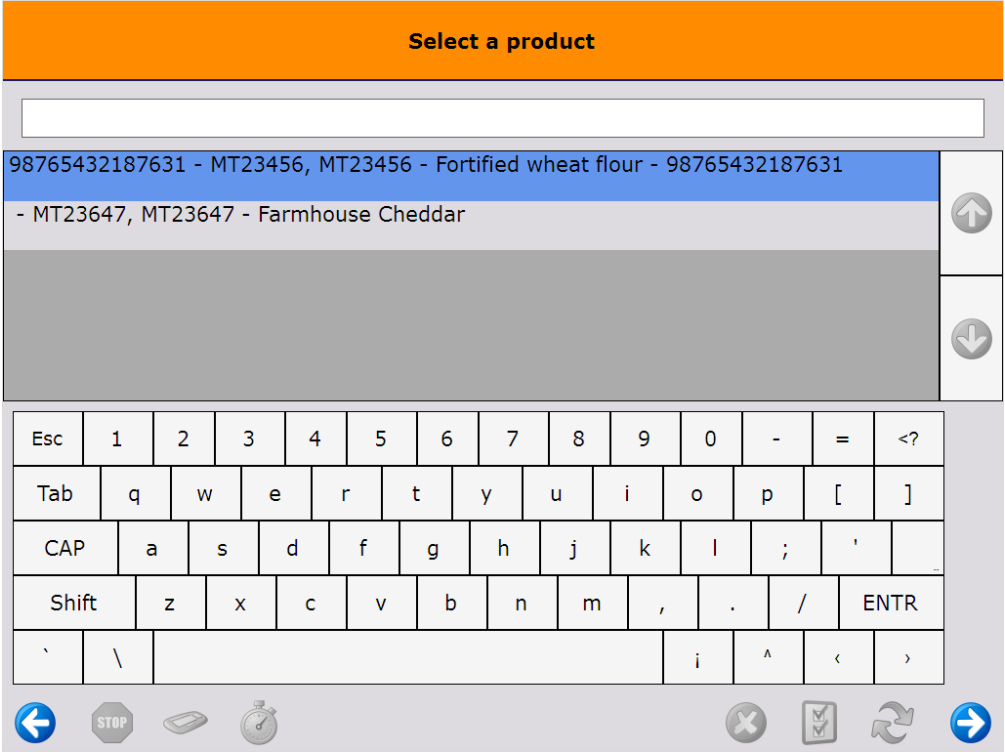 Select a product
98765432187631 - MT23456, MT23456 - Fortified wheat flour - 98765432187631
- MT23647, MT23647 - Farmhouse Cheddar
Esc 1 2 3 4 5 6 7 8 9 0 - = <?
Tab q w e r t y u i o p [ ]
CAP a s d f g h j k l ; '
Shift z x c v b n m , . / ENTR
` \ ¡ ^ ‹ ›
STOP